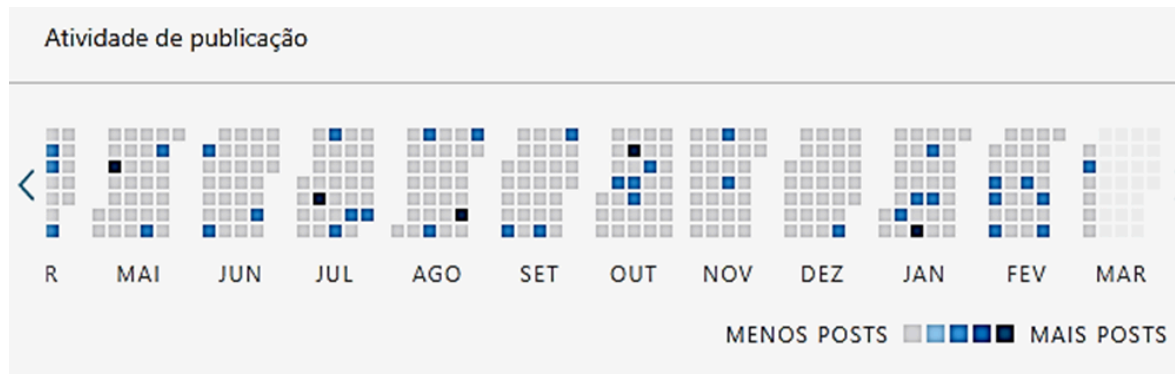 Atividade de publicação
R MAI JUN JUL AGO SET OUT NOV DEZ JAN FEV MAR
MENOS POSTS MAIS POSTS